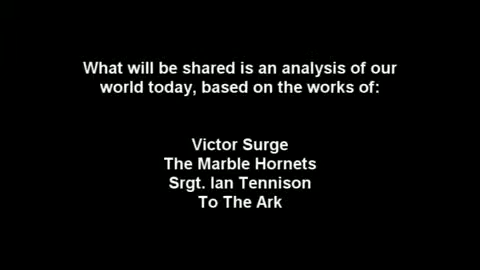 What will be shared is an analysis of our
world today, based on the works of:
Victor Surge
The Marble Hornets
Srgt. Ian Tennison
To The Ark